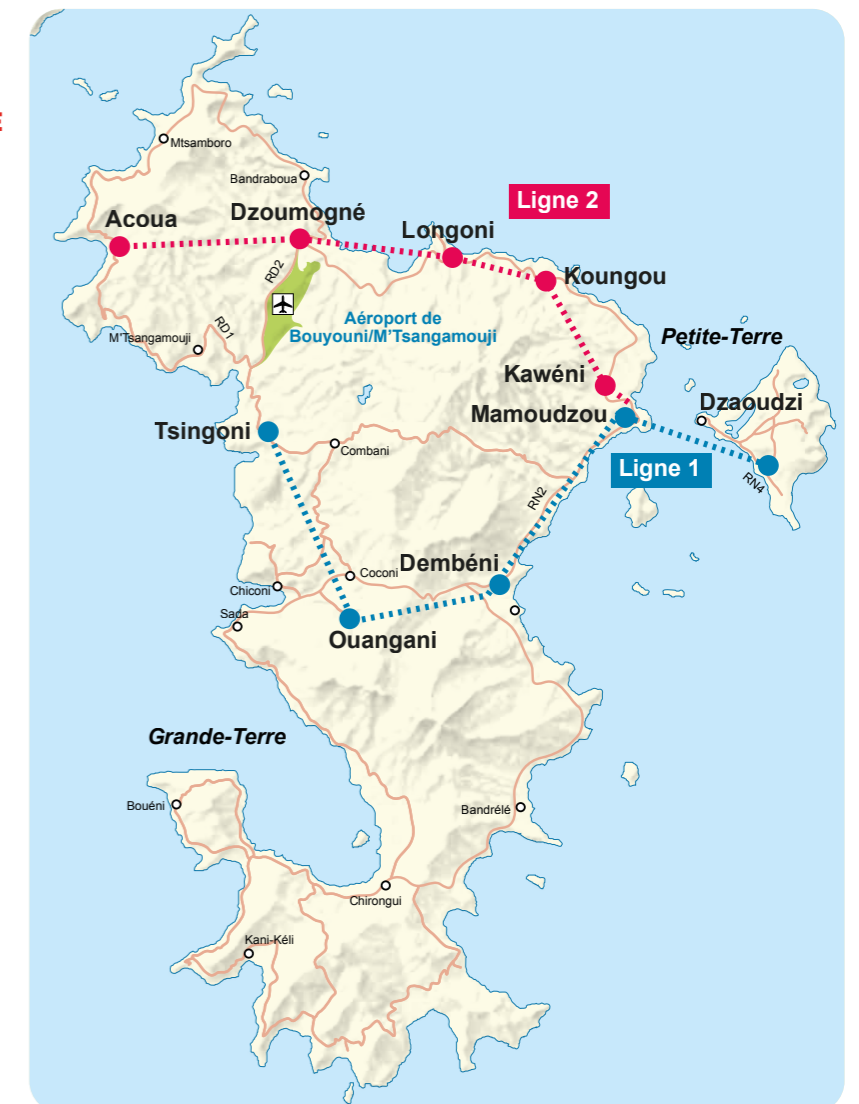 E
Mtsamboro
Bandraboua
Ligne 2
Acoua
Dzoumogné
Longoni
Koungou
RD2
Aéroport de
Bouyouni/M'Tsangamouji
RD1
M'Tsangamouji
Petite-Terre
Kawéni
Dzaoudzi
Mamoudzou
Tsingoni
Combani
Ligne 1
RN4
RN2
Dembéni
Coconi
Chiconi
Sada
Ouangani
Grande-Terre
Bouéni
Bandrélé
Chirongui
Kani-Kéli